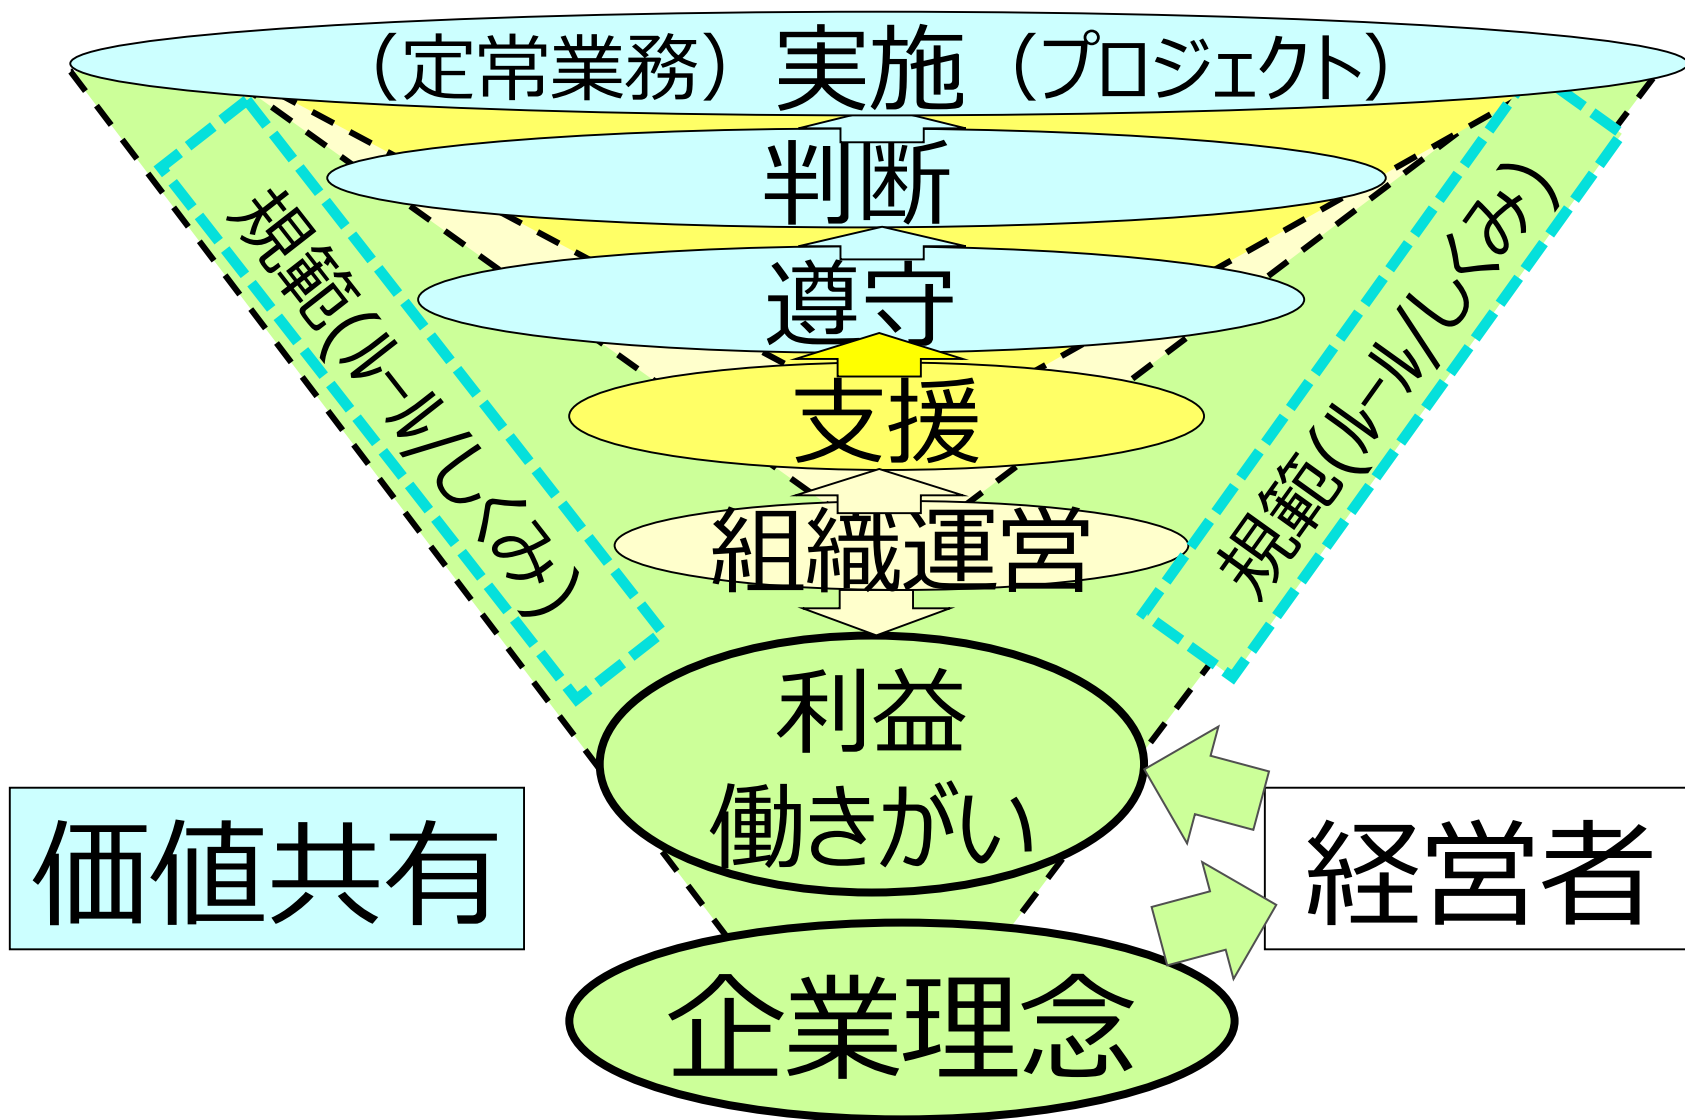 （定常業務）実施（プロジェクト）
判断
遵守
支援
組織運営
規範(ﾙｰﾙ/しくみ)
規範(ﾙｰﾙ/しくみ)
利益
働きがい
価値共有
経営者
企業理念